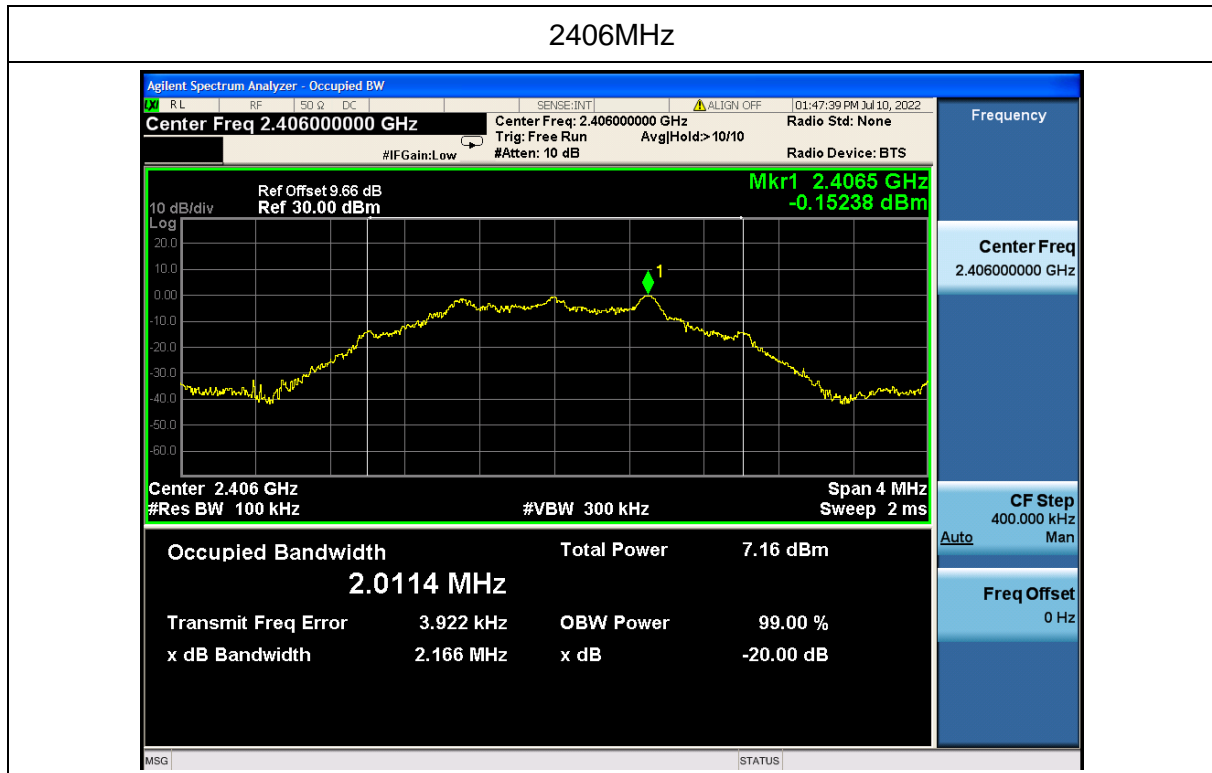 2406MHz
Agilent Spectrum Analyzer - Occupied BW
LXI RL RF 50 Ω DC SENSE:INT ALIGN OFF 01:47:39 PM Jul 10, 2022
Center Freq 2.406000000 GHz
Center Freq: 2.406000000 GHz Radio Std: None
Trig: Free Run Avg|Hold:>10/10
#IFGain:Low #Atten: 10 dB Radio Device: BTS
Mkr1 2.4065 GHz
-0.15238 dBm
Ref Offset 9.66 dB
10 dB/div Ref 30.00 dBm
Log
20.0
10.0
1
0.00
-10.0
-20.0
-30.0
-40.0
-50.0
-60.0
Center 2.406 GHz Span 4 MHz
#Res BW 100 kHz #VBW 300 kHz Sweep 2 ms
Occupied Bandwidth Total Power 7.16 dBm
2.0114 MHz
Transmit Freq Error 3.922 kHz OBW Power 99.00 %
x dB Bandwidth 2.166 MHz x dB -20.00 dB
Frequency
Center Freq
2.406000000 GHz
CF Step
400.000 kHz
Auto Man
Freq Offset
0 Hz
MSG STATUS